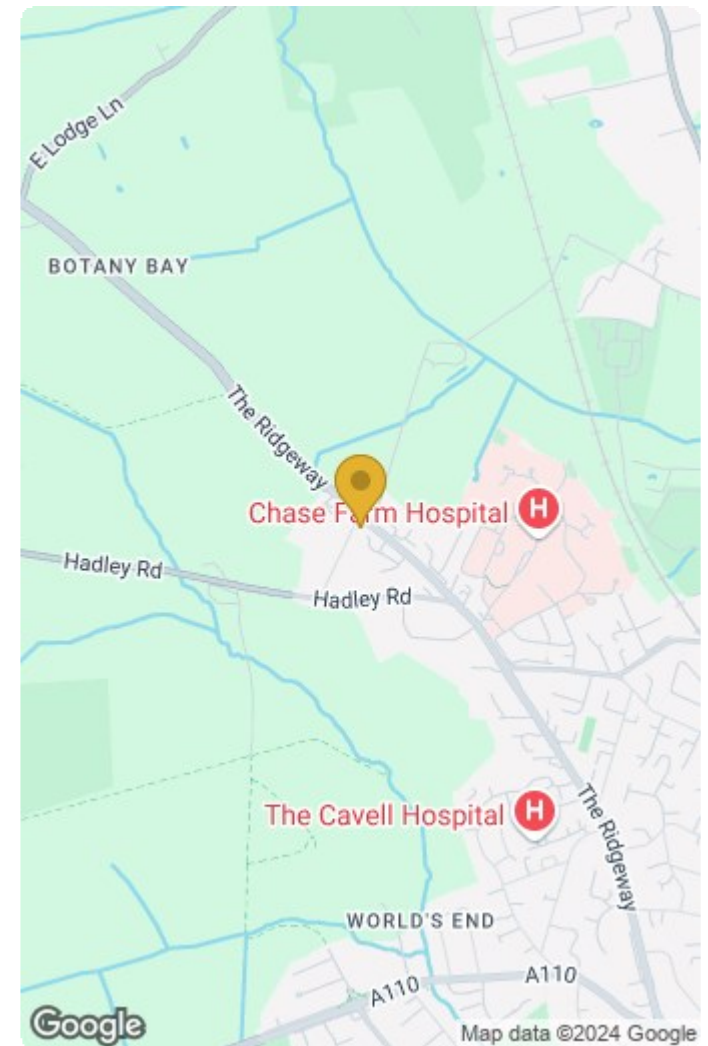 E Lodge Ln
BOTANY BAY
The Ridgeway
Chase Farm Hospital
H
Hadley Rd
Hadley Rd
The Cavell Hospital
H
The Ridgeway
WORLD'S END
A110
A110
Google
Map data ©2024 Google